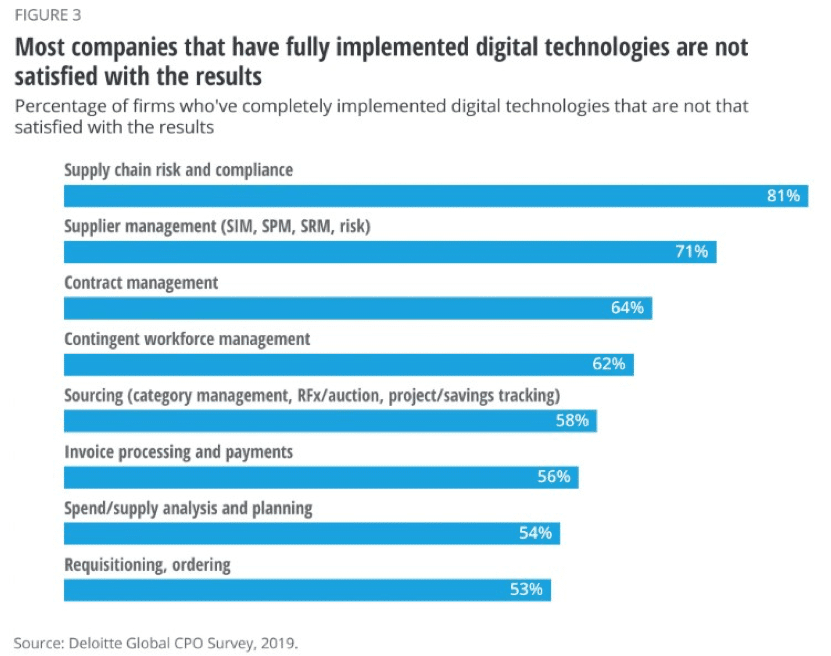 FIGURE 3
Most companies that have fully implemented digital technologies are not
satisfied with the results
Percentage of firms who've completely implemented digital technologies that are not that
satisfied with the results
Supply chain risk and compliance
81%
Supplier management (SIM, SPM, SRM, risk)
71%
Contract management
64%
Contingent workforce management
62%
Sourcing (category management, RFx/auction, project/savings tracking)
58%
Invoice processing and payments
56%
Spend/supply analysis and planning
54%
Requisitioning, ordering
53%
Source: Deloitte Global CPO Survey, 2019.